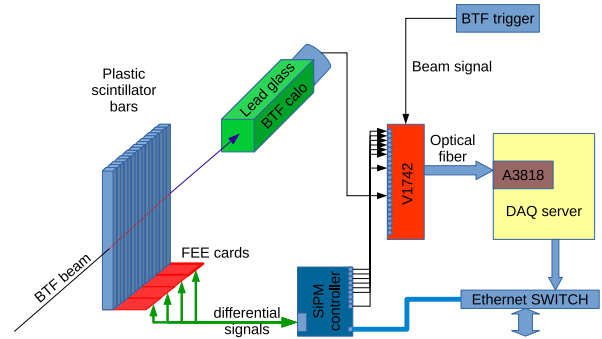 BTF trigger
Beam signal
Plastic
scintillator
bars
Lead glass
BTF calo
Optical
fiber
V1742
A3818
DAQ server
BTF beam
FEE cards
differential
signals
SiPM
controller
Ethernet SWITCH